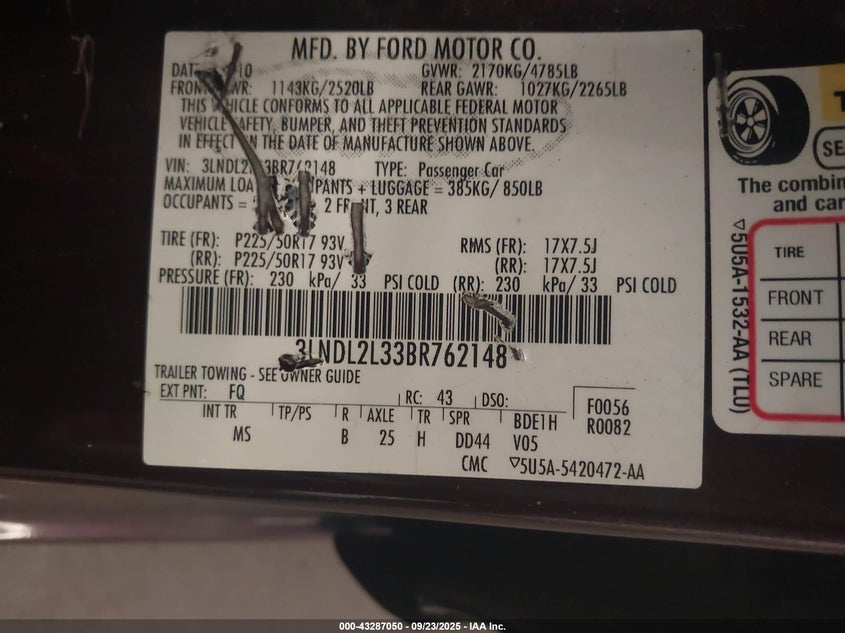 MFD. BY FORD MOTOR CO.
10 GVWR: 2170KG/4785LB
1143KG/2520LB REAR GAWR: 1027KG/2265LB
THIS VEHICLE CONFORMS TO ALL APPLICABLE FEDERAL MOTOR
VEHICLE SAFETY, BUMPER, AND THEFT PREVENTION STANDARDS
IN EFFECT ON THE DATE OF MANUFACTURE SHOWN ABOVE.
VIN: 3LNDL2 3BR762148 TYPE: Passenger Car
MAXIMUM + LUGGAGE = 385KG/ 850LB
OCCUPANTS = 2 FRONT, 3 REAR
TIRE (FR): P225/50R17 93V RIMS (FR): 17X7.5J
(RR): P225/50R17 93V (RR): 17X7.5J
PRESSURE (FR): 230 kPa/ 33 PSI COLD (RR): 230 kPa/ 33 PSI COLD
3LNDL2L33BR762148
TRAILER TOWING - SEE OWNER GUIDE
EXT PNT: FQ RC: 43 DSO:
INT TR TP/PS R AXLE TR SPR BDE1H F0056
MS B 25 H DD44 V05 R0082
CMC ▽5U5A-5420472-AA
▽5U5A-1532-AA (TLU)
The combin
and car
TIRE
FRONT
REAR
SPARE
000-43287050 - 09/23/2025 - IAA Inc.